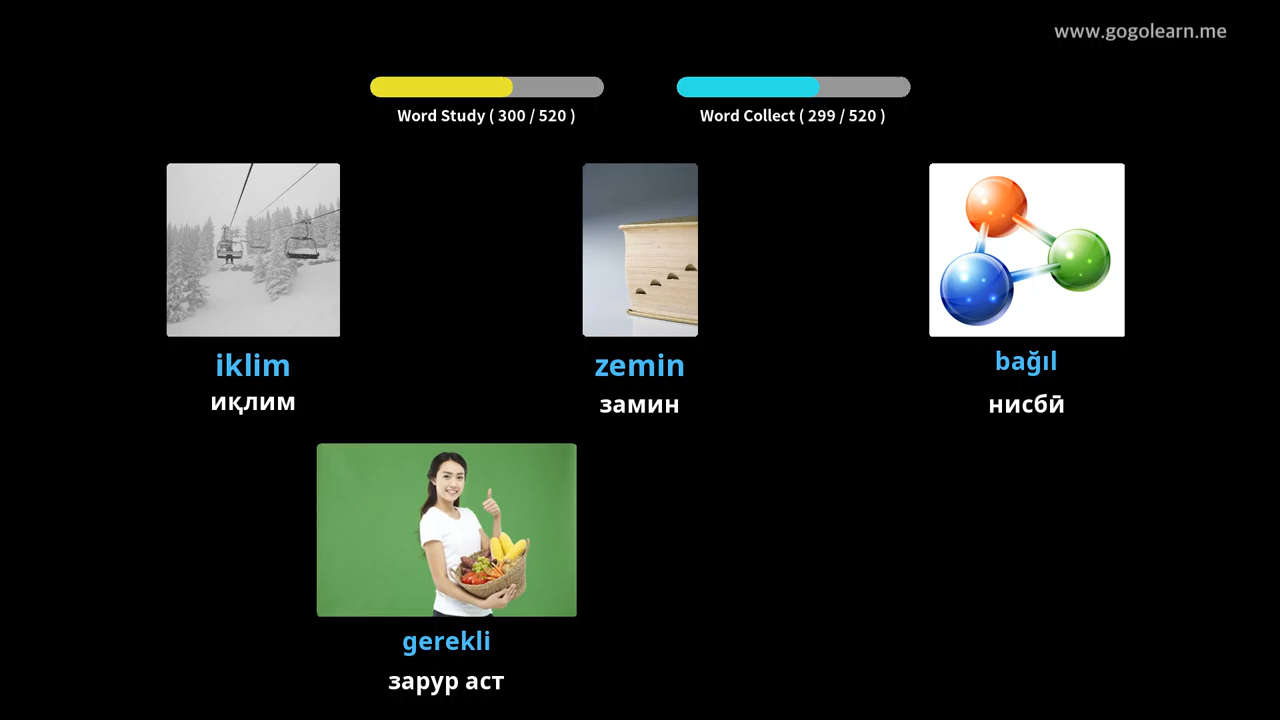 www.gogolearn.me
Word Study ( 300 / 520 )
Word Collect ( 299 / 520 )
iklim
иқлим
zemin
замин
bağıl
нисбӣ
gerekli
зарур аст